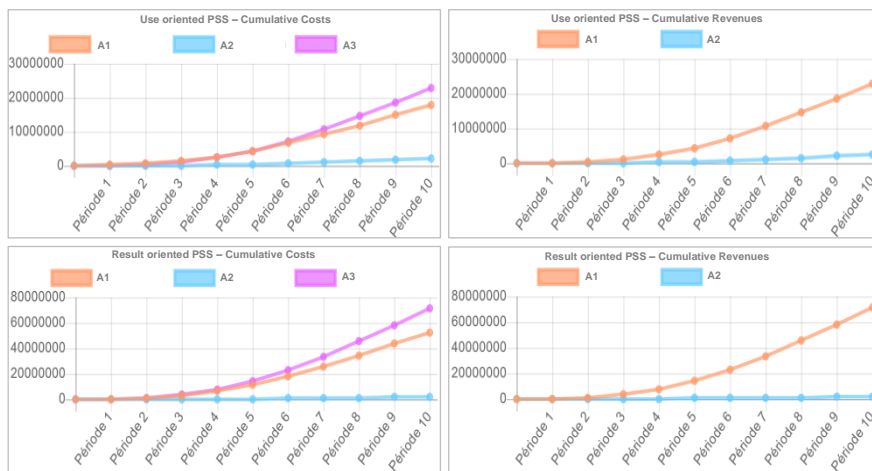 Use oriented PSS – Cumulative Costs
A1 A2 A3
30000000
20000000
10000000
0
Période 1 Période 2 Période 3 Période 4 Période 5 Période 6 Période 7 Période 8 Période 9 Période 10
Use oriented PSS – Cumulative Revenues
A1 A2
30000000
20000000
10000000
0
Période 1 Période 2 Période 3 Période 4 Période 5 Période 6 Période 7 Période 8 Période 9 Période 10
Result oriented PSS – Cumulative Costs
A1 A2 A3
80000000
60000000
40000000
20000000
0
Période 1 Période 2 Période 3 Période 4 Période 5 Période 6 Période 7 Période 8 Période 9 Période 10
Result oriented PSS – Cumulative Revenues
A1 A2
80000000
60000000
40000000
20000000
0
Période 1 Période 2 Période 3 Période 4 Période 5 Période 6 Période 7 Période 8 Période 9 Période 10